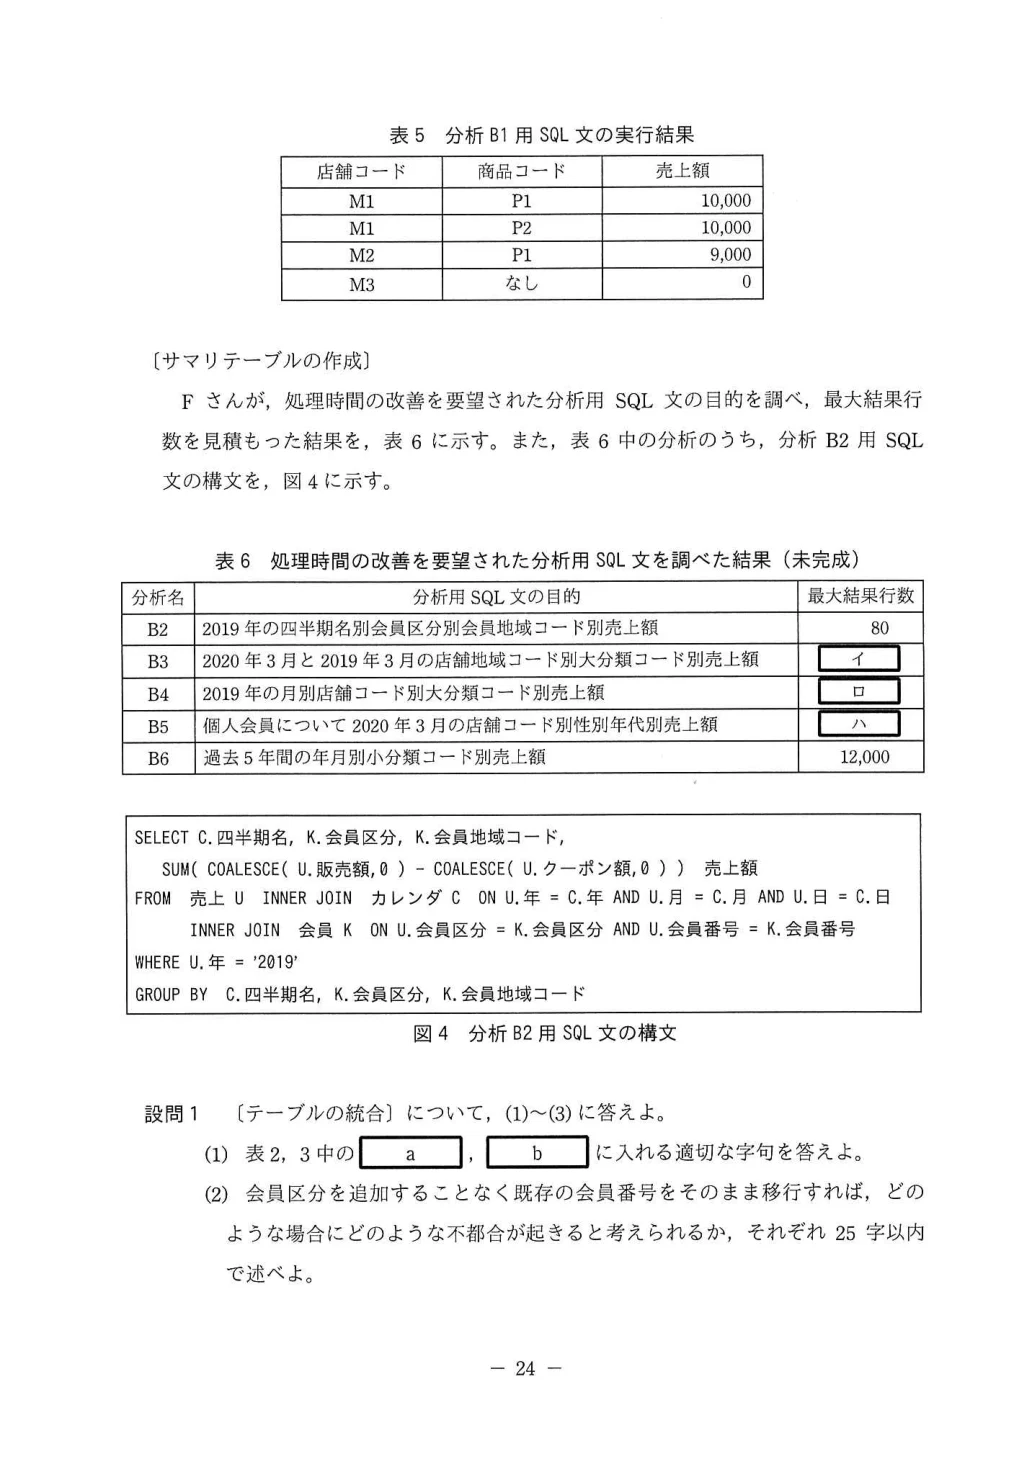 表5 分析B1用SQL文の実行結果
店舗コード 商品コード 売上額
M1 P1 10,000
M1 P2 10,000
M2 P1 9,000
M3 なし 0
〔サマリテーブルの作成〕
Fさんが,処理時間の改善を要望された分析用 SQL 文の目的を調べ,最大結果行
数を見積もった結果を,表6に示す。また,表6中の分析のうち,分析 B2 用 SQL
文の構文を,図4に示す。
表6 処理時間の改善を要望された分析用SQL文を調べた結果(未完成)
分析名 分析用SQL文の目的 最大結果行数
B2 2019年の四半期名別会員区分別会員地域コード別売上額 80
B3 2020年3月と2019年3月の店舗地域コード別大分類コード別売上額 イ
B4 2019年の月別店舗コード別大分類コード別売上額 ロ
B5 個人会員について2020年3月の店舗コード別性別年代別売上額 ハ
B6 過去5年間の年月別小分類コード別売上額 12,000
SELECT C.四半期名, K.会員区分, K.会員地域コード,
SUM( COALESCE( U.販売額,0 ) - COALESCE( U.クーポン額,0 ) ) 売上額
FROM 売上 U INNER JOIN カレンダ C ON U.年 = C.年 AND U.月 = C.月 AND U.日 = C.日
INNER JOIN 会員 K ON U.会員区分 = K.会員区分 AND U.会員番号 = K.会員番号
WHERE U.年 = '2019'
GROUP BY C.四半期名, K.会員区分, K.会員地域コード
図4 分析B2用SQL文の構文
設問1 〔テーブルの統合〕について,(1)~(3)に答えよ。
(1) 表2,3中の a , b に入れる適切な字句を答えよ。
(2) 会員区分を追加することなく既存の会員番号をそのまま移行すれば,どの
ような場合にどのような不都合が起きると考えられるか,それぞれ 25 字以内
で述べよ。
- 24 -